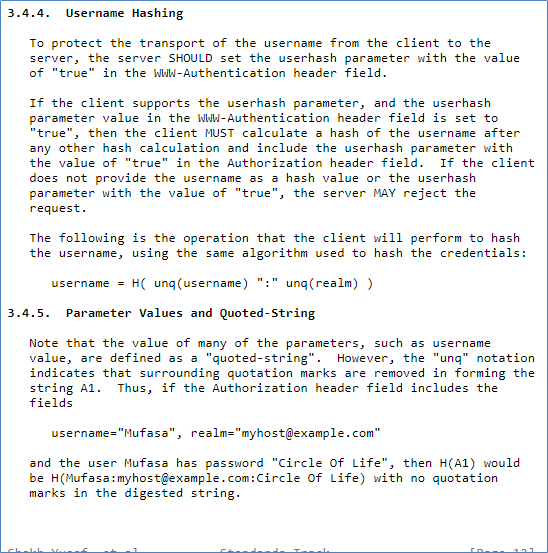 3.4.4.  Username Hashing
To protect the transport of the username from the client to the
server, the server SHOULD set the userhash parameter with the value
of "true" in the WWW-Authentication header field.
If the client supports the userhash parameter, and the userhash
parameter value in the WWW-Authentication header field is set to
"true", then the client MUST calculate a hash of the username after
any other hash calculation and include the userhash parameter with
the value of "true" in the Authorization header field.  If the client
does not provide the username as a hash value or the userhash
parameter with the value of "true", the server MAY reject the
request.
The following is the operation that the client will perform to hash
the username, using the same algorithm used to hash the credentials:
username = H( unq(username) ":" unq(realm) )
3.4.5.  Parameter Values and Quoted-String
Note that the value of many of the parameters, such as username
value, are defined as a "quoted-string".  However, the "unq" notation
indicates that surrounding quotation marks are removed in forming the
string A1.  Thus, if the Authorization header field includes the
fields
username="Mufasa", realm="myhost@example.com"
and the user Mufasa has password "Circle Of Life", then H(A1) would
be H(Mufasa:myhost@example.com:Circle Of Life) with no quotation
marks in the digested string.